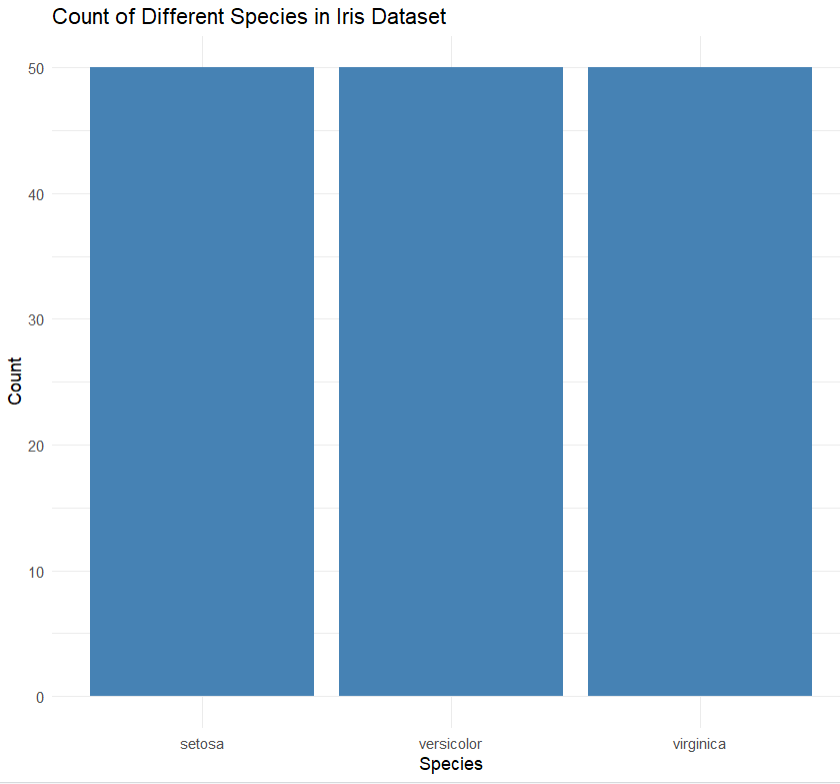 Count of Different Species in Iris Dataset
50
40
30
20
10
0
Count
setosa versicolor virginica
Species